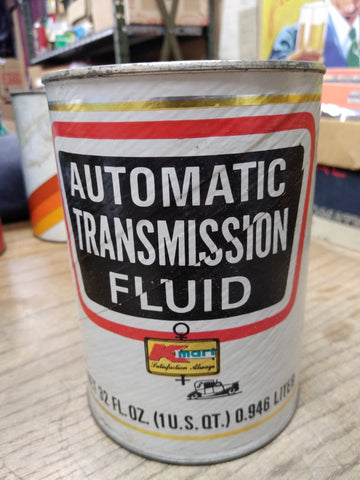 AUTOMATIC
TRANSMISSION
FLUID
Kmart
Satisfaction Always
32 FL. OZ. (1 U.S. QT.) 0.946 LITER